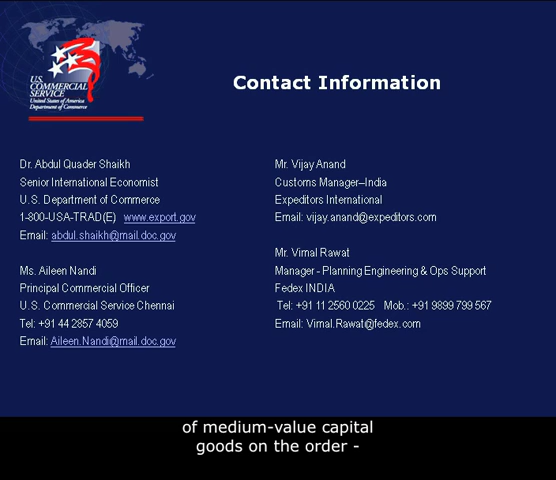 U.S.
COMMERCIAL
SERVICE
United States of America
Department of Commerce
Contact Information
Dr. Abdul Quader Shaikh
Senior International Economist
U.S. Department of Commerce
1-800-USA-TRAD(E) www.export.gov
Email: abdul.shaikh@mail.doc.gov
Ms. Aileen Nandi
Principal Commercial Officer
U.S. Commercial Service Chennai
Tel: +91 44 2857 4059
Email: Aileen.Nandi@mail.doc.gov
Mr. Vijay Anand
Customs Manager–India
Expeditors International
Email: vijay.anand@expeditors.com
Mr. Vimal Rawat
Manager - Planning Engineering & Ops Support
Fedex INDIA
Tel: +91 11 2560 0225 Mob.: +91 9899 799 567
Email: Vimal.Rawat@fedex.com
of medium-value capital
goods on the order -